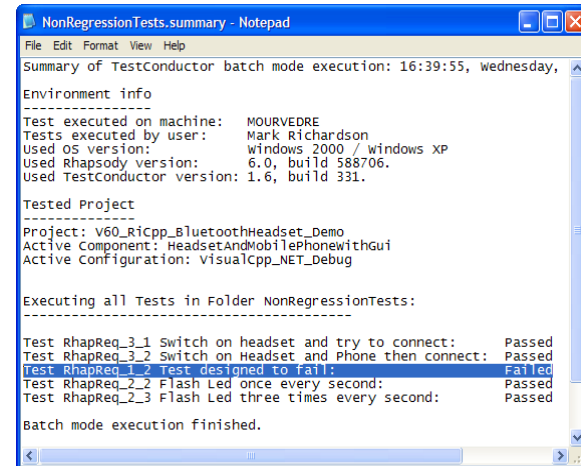 NonRegressionTests.summary - Notepad
File Edit Format View Help
Summary of TestConductor batch mode execution: 16:39:55, Wednesday,
Environment info
----------------
Test executed on machine: MOURVEDRE
Tests executed by user: Mark Richardson
Used OS version: Windows 2000 / Windows XP
Used Rhapsody version: 6.0, build 588706.
Used TestConductor version: 1.6, build 331.
Tested Project
--------------
Project: V60_RiCpp_BluetoothHeadset_Demo
Active Component: HeadsetAndMobilePhoneWithGui
Active Configuration: VisualCpp_NET_Debug
Executing all Tests in Folder NonRegressionTests:
----------------------------------------
Test RhapReq_3_1 Switch on headset and try to connect: Passed
Test RhapReq_3_2 Switch on Headset and Phone then connect: Passed
Test RhapReq_1_2 Test designed to fail: Failed
Test RhapReq_2_2 Flash Led once every second: Passed
Test RhapReq_2_3 Flash Led three times every second: Passed
Batch mode execution finished.